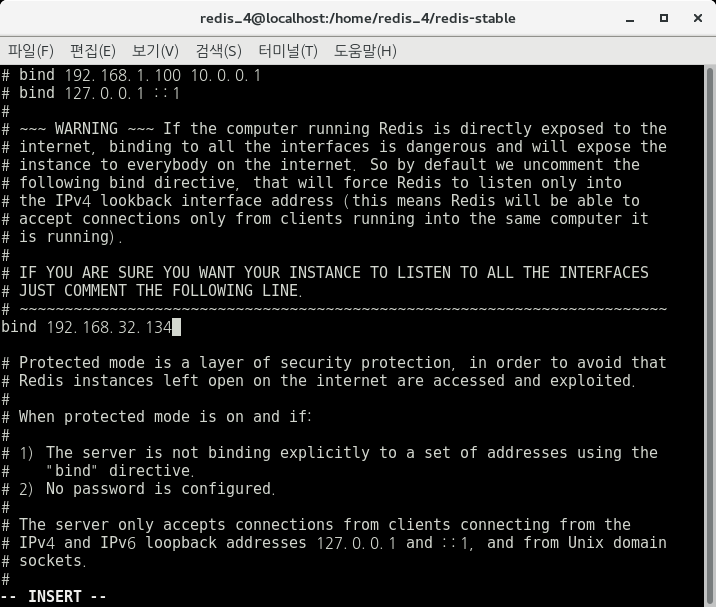 redis_4@localhost:/home/redis_4/redis-stable
파일(F) 편집(E) 보기(V) 검색(S) 터미널(T) 도움말(H)
# bind 192.168.1.100 10.0.0.1
# bind 127.0.0.1 ::1
#
# ~~~ WARNING ~~~ If the computer running Redis is directly exposed to the
# internet, binding to all the interfaces is dangerous and will expose the
# instance to everybody on the internet. So by default we uncomment the
# following bind directive, that will force Redis to listen only into
# the IPv4 lookback interface address (this means Redis will be able to
# accept connections only from clients running into the same computer it
# is running).
#
# IF YOU ARE SURE YOU WANT YOUR INSTANCE TO LISTEN TO ALL THE INTERFACES
# JUST COMMENT THE FOLLOWING LINE.
# ~~~~~~~~~~~~~~~~~~~~~~~~~~~~~~~~~~~~~~~~~~~~~~~~~~~~~~~~~~~~~~~~~~~~~~~~
bind 192.168.32.134
# Protected mode is a layer of security protection, in order to avoid that
# Redis instances left open on the internet are accessed and exploited.
#
# When protected mode is on and if:
#
# 1) The server is not binding explicitly to a set of addresses using the
#    "bind" directive.
# 2) No password is configured.
#
# The server only accepts connections from clients connecting from the
# IPv4 and IPv6 loopback addresses 127.0.0.1 and ::1, and from Unix domain
# sockets.
#
-- INSERT --